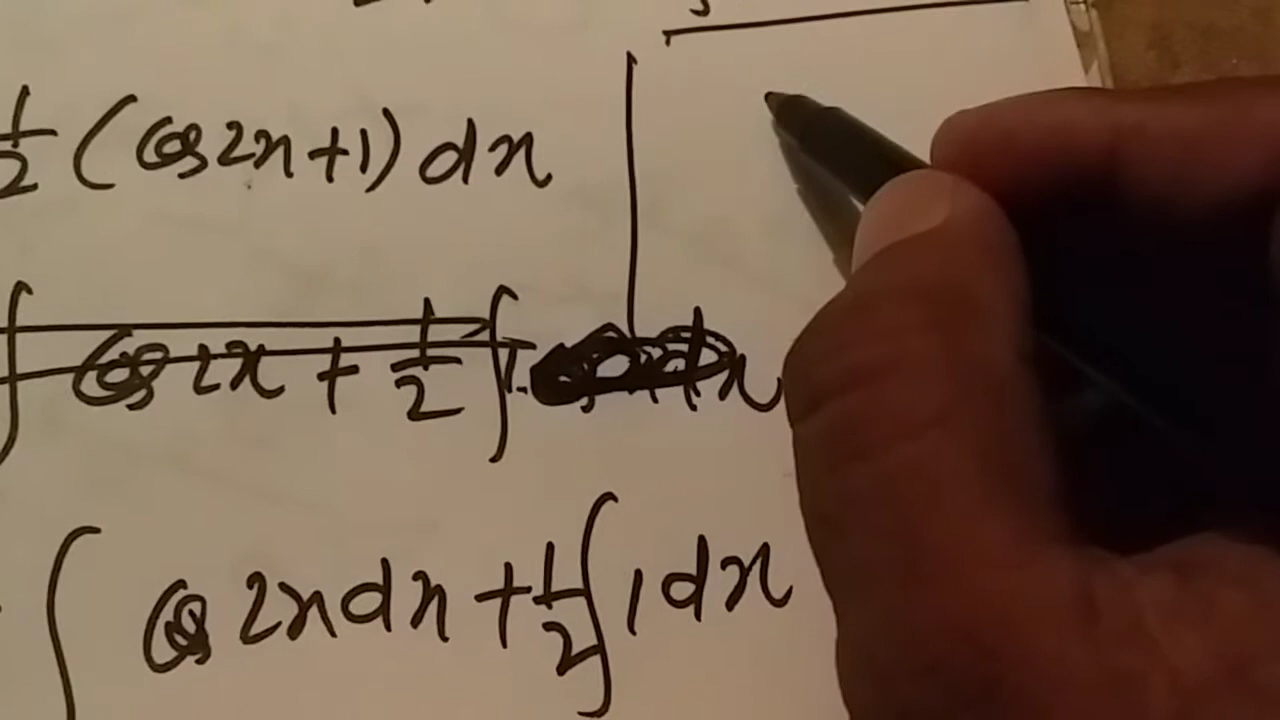 1/2 (cos 2x+1) dx
∫ cos 2x + 1/2 ∫ 1. dx
∫ cos 2x dx + 1/2 ∫ 1 dx